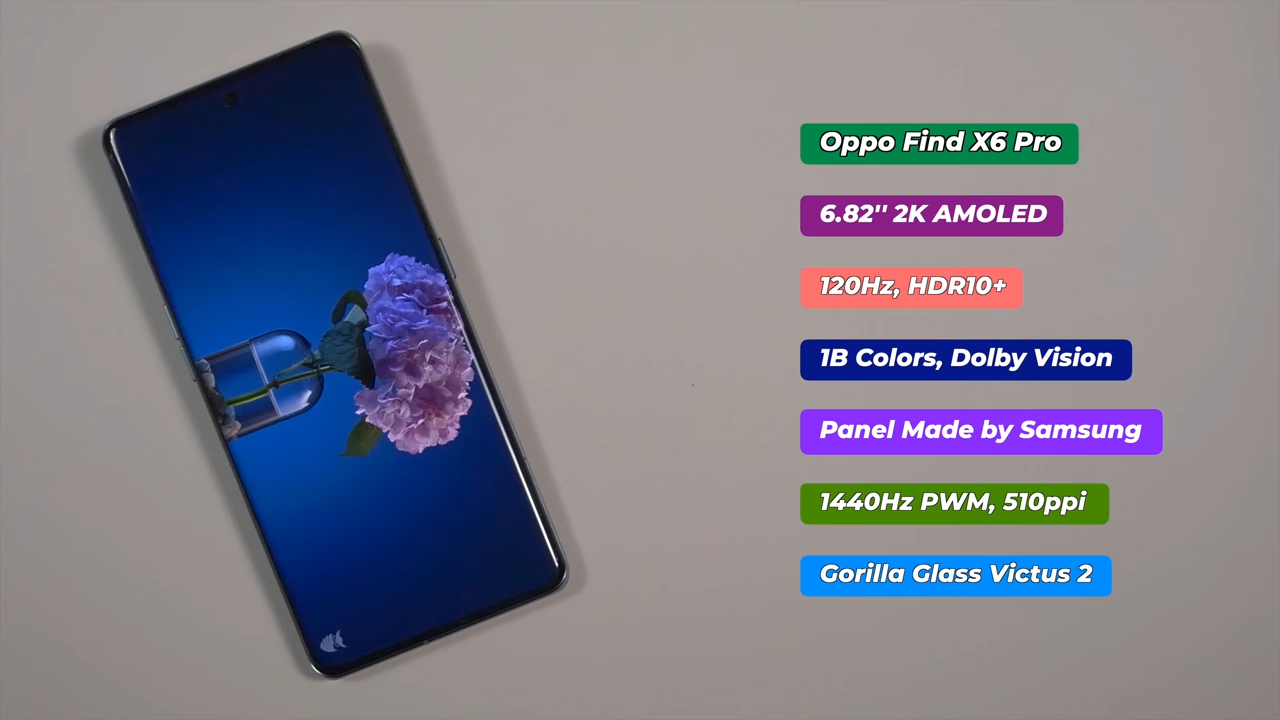 Oppo Find X6 Pro
6.82'' 2K AMOLED
120Hz, HDR10+
1B Colors, Dolby Vision
Panel Made by Samsung
1440Hz PWM, 510ppi
Gorilla Glass Victus 2